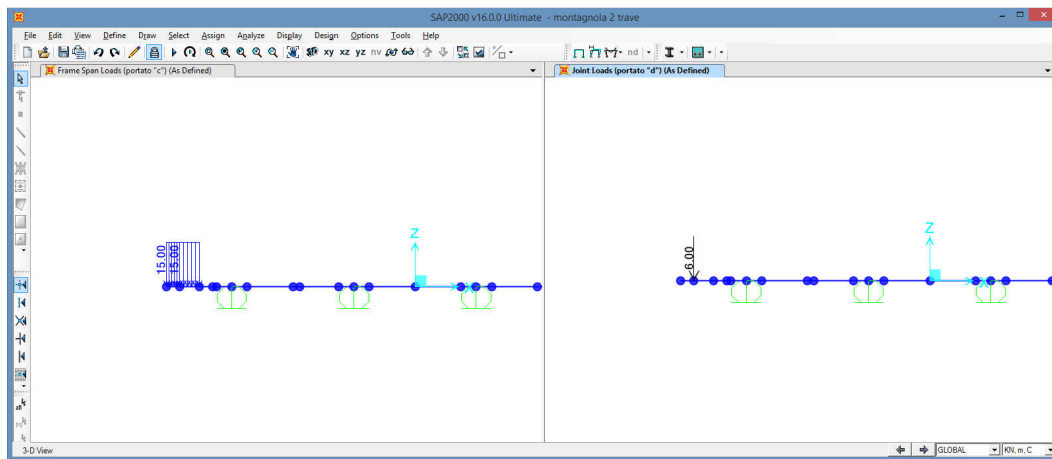 SAP2000 v16.0.0 Ultimate - montagnola 2 trave
File Edit View Define Draw Select Assign Analyze Display Design Options Tools Help
xy xz yz nv nd
Frame Span Loads (portato "c") (As Defined)
Joint Loads (portato "d") (As Defined)
15.00
15.00
Z
X
6.00
Z
X
3-D View
GLOBAL
KN, m, C